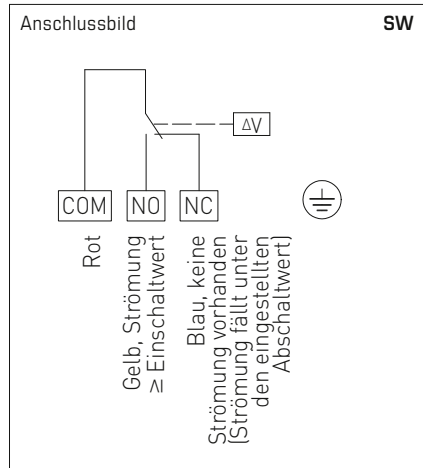 Anschlussbild SW
ΔV
COM NO NC
Rot
Gelb, Strömung
≥ Einschaltwert
Blau, keine
Strömung vorhanden
(Strömung fällt unter
den eingestellten
Abschaltwert)